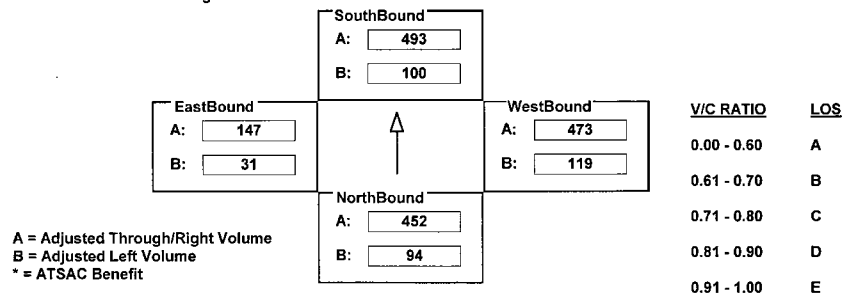 SouthBound
A: 493
B: 100
EastBound
A: 147
B: 31
WestBound
A: 473
B: 119
NorthBound
A: 452
B: 94
A = Adjusted Through/Right Volume
B = Adjusted Left Volume
* = ATSAC Benefit
V/C RATIO LOS
0.00 - 0.60 A
0.61 - 0.70 B
0.71 - 0.80 C
0.81 - 0.90 D
0.91 - 1.00 E